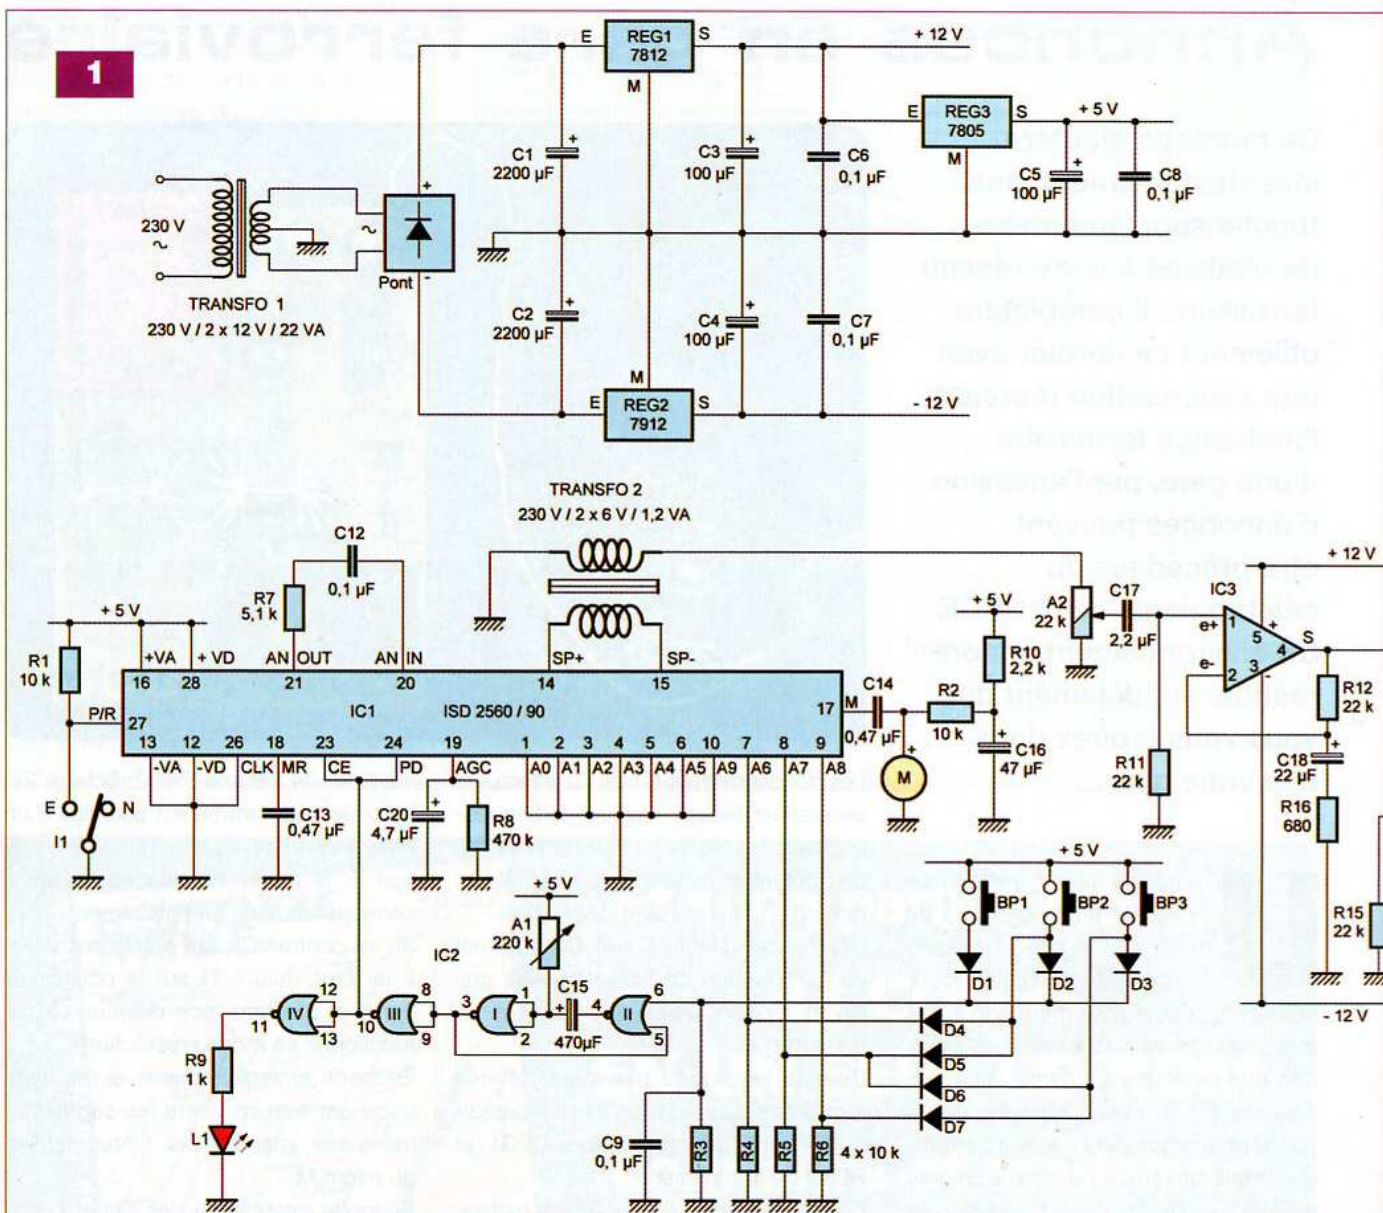 1
E
REG1
7812
S
M
+ 12 V
E
REG3
7805
S
M
+ 5 V
C1
2200 µF
+
C3
100 µF
+
C6
0,1 µF
C5
100 µF
+
C8
0,1 µF
230 V
~
~
+
-
Pont
TRANSFO 1
230 V / 2 x 12 V / 22 VA
C2
2200 µF
+
C4
100 µF
+
C7
0,1 µF
M
E
REG2
7912
S
- 12 V
TRANSFO 2
230 V / 2 x 6 V / 1,2 VA
C12
0,1 µF
R7
5,1 k
+ 5 V
R1
10 k
+VA
+ VD
AN OUT
AN IN
SP+
SP-
16
28
21
20
14
15
P/R
27
IC1
ISD 2560 / 90
17
M
C14
0,47 µF
13
12
26
18
23
24
19
1
2
3
4
5
6
10
7
8
9
-VA
-VD
CLK
MR
CE
PD
AGC
A0
A1
A2
A3
A4
A5
A9
A6
A7
A8
E
N
I1
C13
0,47 µF
C20
4,7 µF
+
R8
470 k
+ 5 V
R10
2,2 k
R2
10 k
C16
47 µF
+
M
A2
22 k
C17
2,2 µF
R11
22 k
+ 12 V
IC3
e+
1
5
+
S
4
e-
2
3
-
R12
22 k
+
C18
22 µF
R16
680
R15
22 k
- 12 V
+ 5 V
BP1
BP2
BP3
D1
D2
D3
D4
D5
D6
D7
+ 5 V
A1
220 k
IC2
12
IV
11
13
8
III
10
9
3
I
1
2
C15
470µF
4
II
6
5
R9
1 k
L1
C9
0,1 µF
R3
R4
R5
R6
4 x 10 k